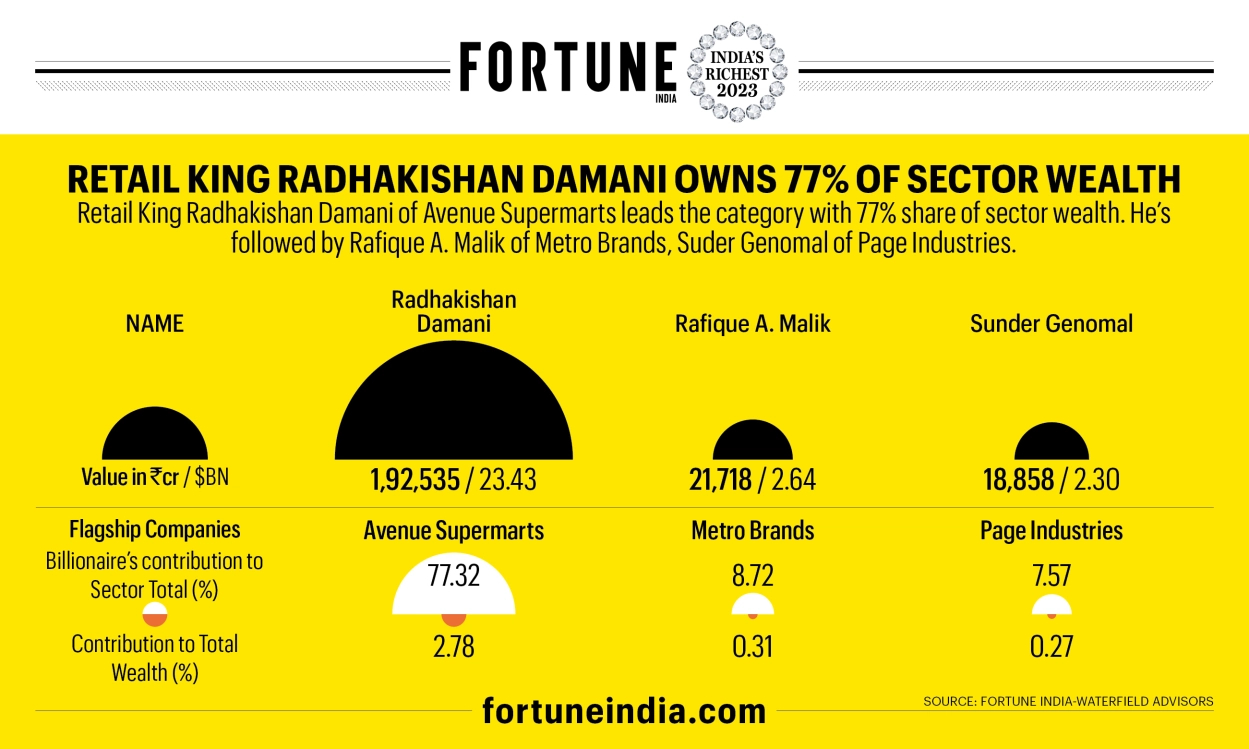 FORTUNE
INDIA
INDIA'S
RICHEST
2023
RETAIL KING RADHAKISHAN DAMANI OWNS 77% OF SECTOR WEALTH
Retail King Radhakishan Damani of Avenue Supermarts leads the category with 77% share of sector wealth. He's
followed by Rafique A. Malik of Metro Brands, Suder Genomal of Page Industries.
NAME
Radhakishan
Damani
Rafique A. Malik
Sunder Genomal
Value in ₹cr / $BN
1,92,535 / 23.43
21,718 / 2.64
18,858 / 2.30
Flagship Companies
Avenue Supermarts
Metro Brands
Page Industries
Billionaire's contribution to
Sector Total (%)
77.32
8.72
7.57
Contribution to Total
Wealth (%)
2.78
0.31
0.27
fortuneindia.com
SOURCE: FORTUNE INDIA-WATERFIELD ADVISORS